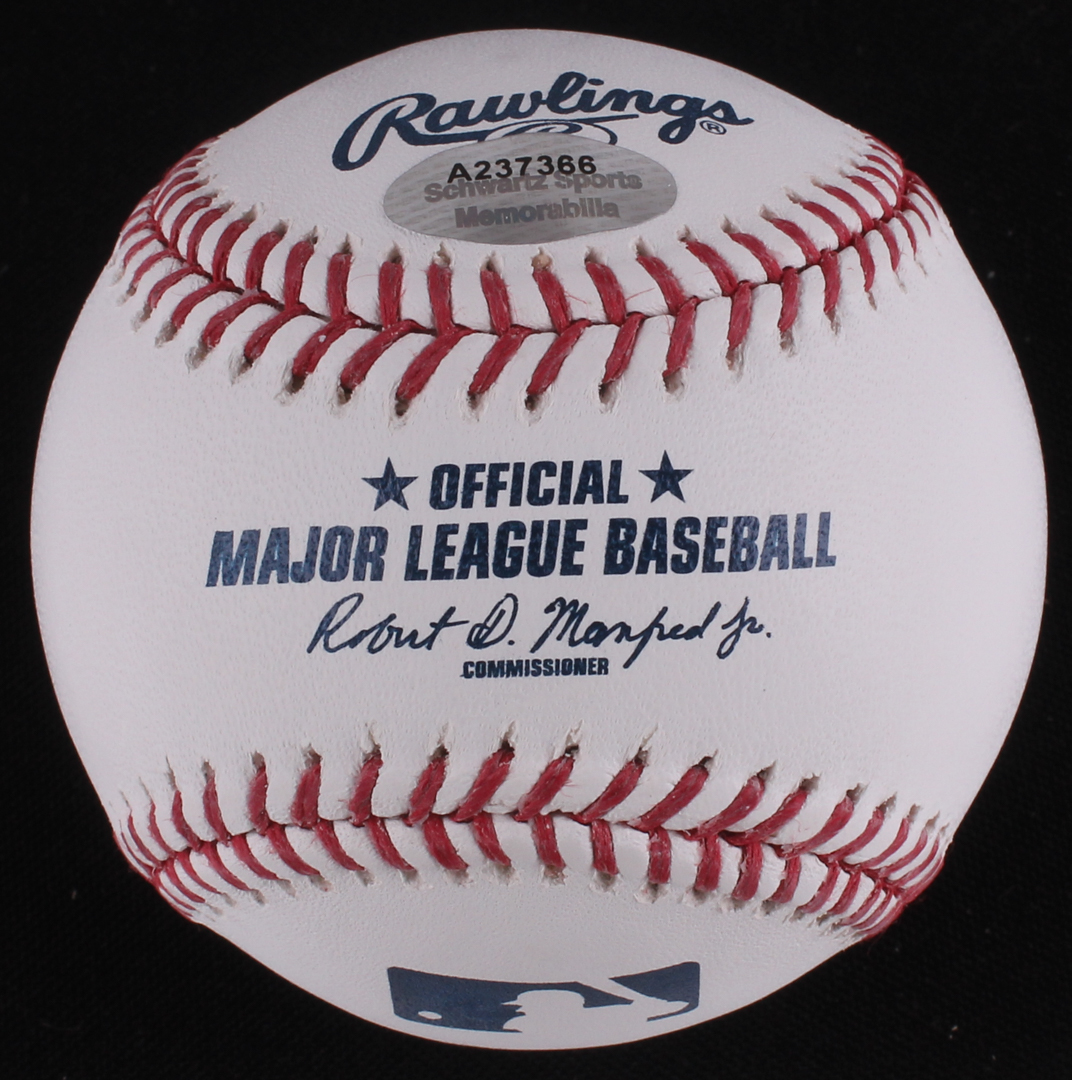 Rawlings®
A237366
Schwartz Sports
Memorabilia
★ OFFICIAL ★
MAJOR LEAGUE BASEBALL
Robert D. Manfred Jr.
COMMISSIONER